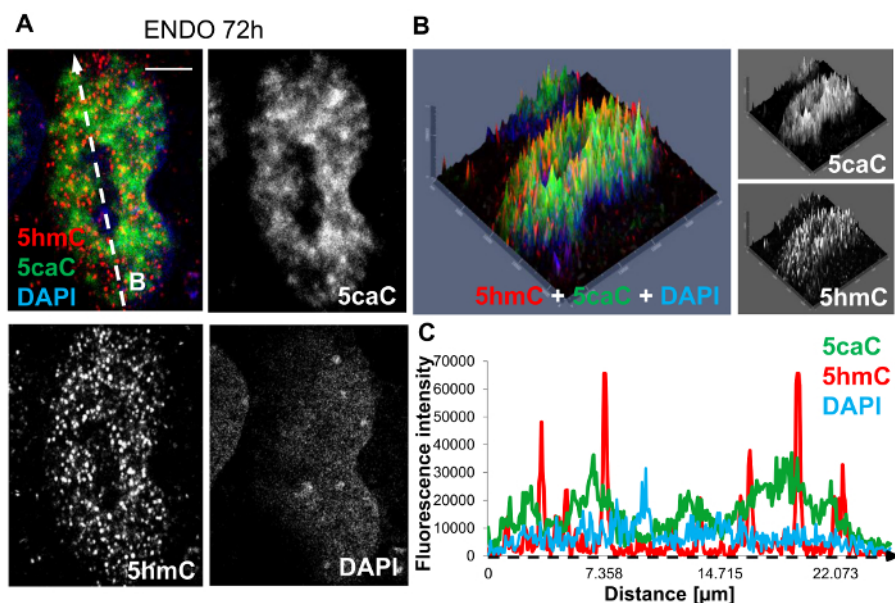 A
ENDO 72h
5hmC
5caC
DAPI
B
5caC
5hmC
DAPI
B
5hmC + 5caC + DAPI
5caC
5hmC
C
5caC
5hmC
DAPI
Fluorescence intensity
70000
60000
50000
40000
30000
20000
10000
0
0 7.358 14.715 22.073
Distance [µm]